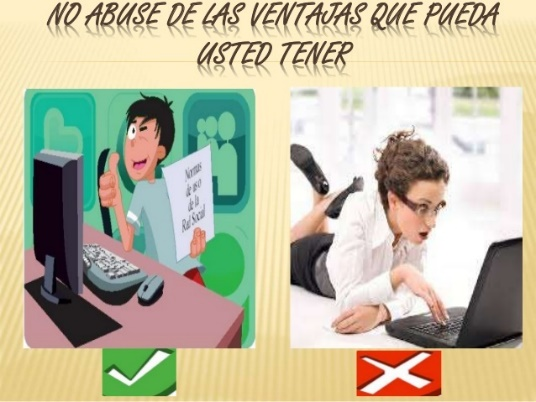 NO ABUSE DE LAS VENTAJAS QUE PUEDA
USTED TENER
Normas
de uso
de la
Red Social